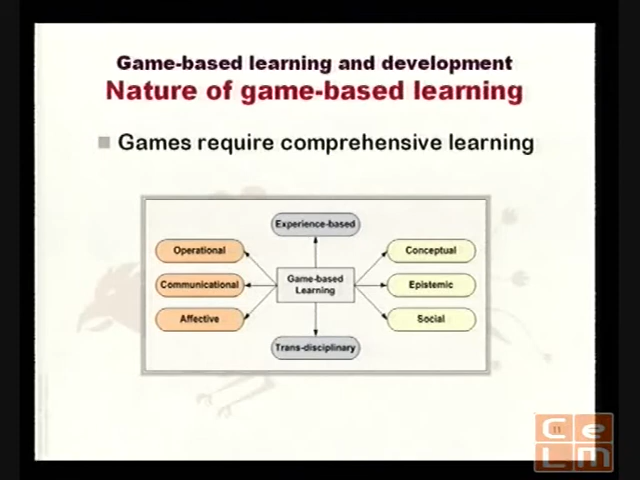 Game-based learning and development
Nature of game-based learning
Games require comprehensive learning
Experience-based
Operational
Conceptual
Communicational
Game-based
Learning
Epistemic
Affective
Social
Trans-disciplinary
11
CeLM